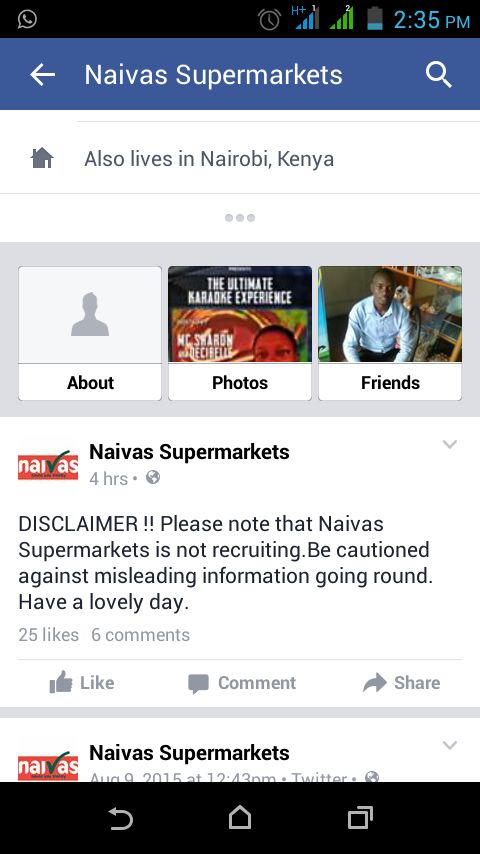 H+ 1 2 2:35 PM
Naivas Supermarkets
Also lives in Nairobi, Kenya
PRESENTS
THE ULTIMATE
KARAOKE EXPERIENCE
MC SHARON
DECIBELLE
About
Photos
Friends
naivas
Naivas Supermarkets
4 hrs •
DISCLAIMER !! Please note that Naivas
Supermarkets is not recruiting.Be cautioned
against misleading information going round.
Have a lovely day.
25 likes 6 comments
Like Comment Share
naivas
Naivas Supermarkets
Aug 9, 2015 at 12:43pm • Twitter •